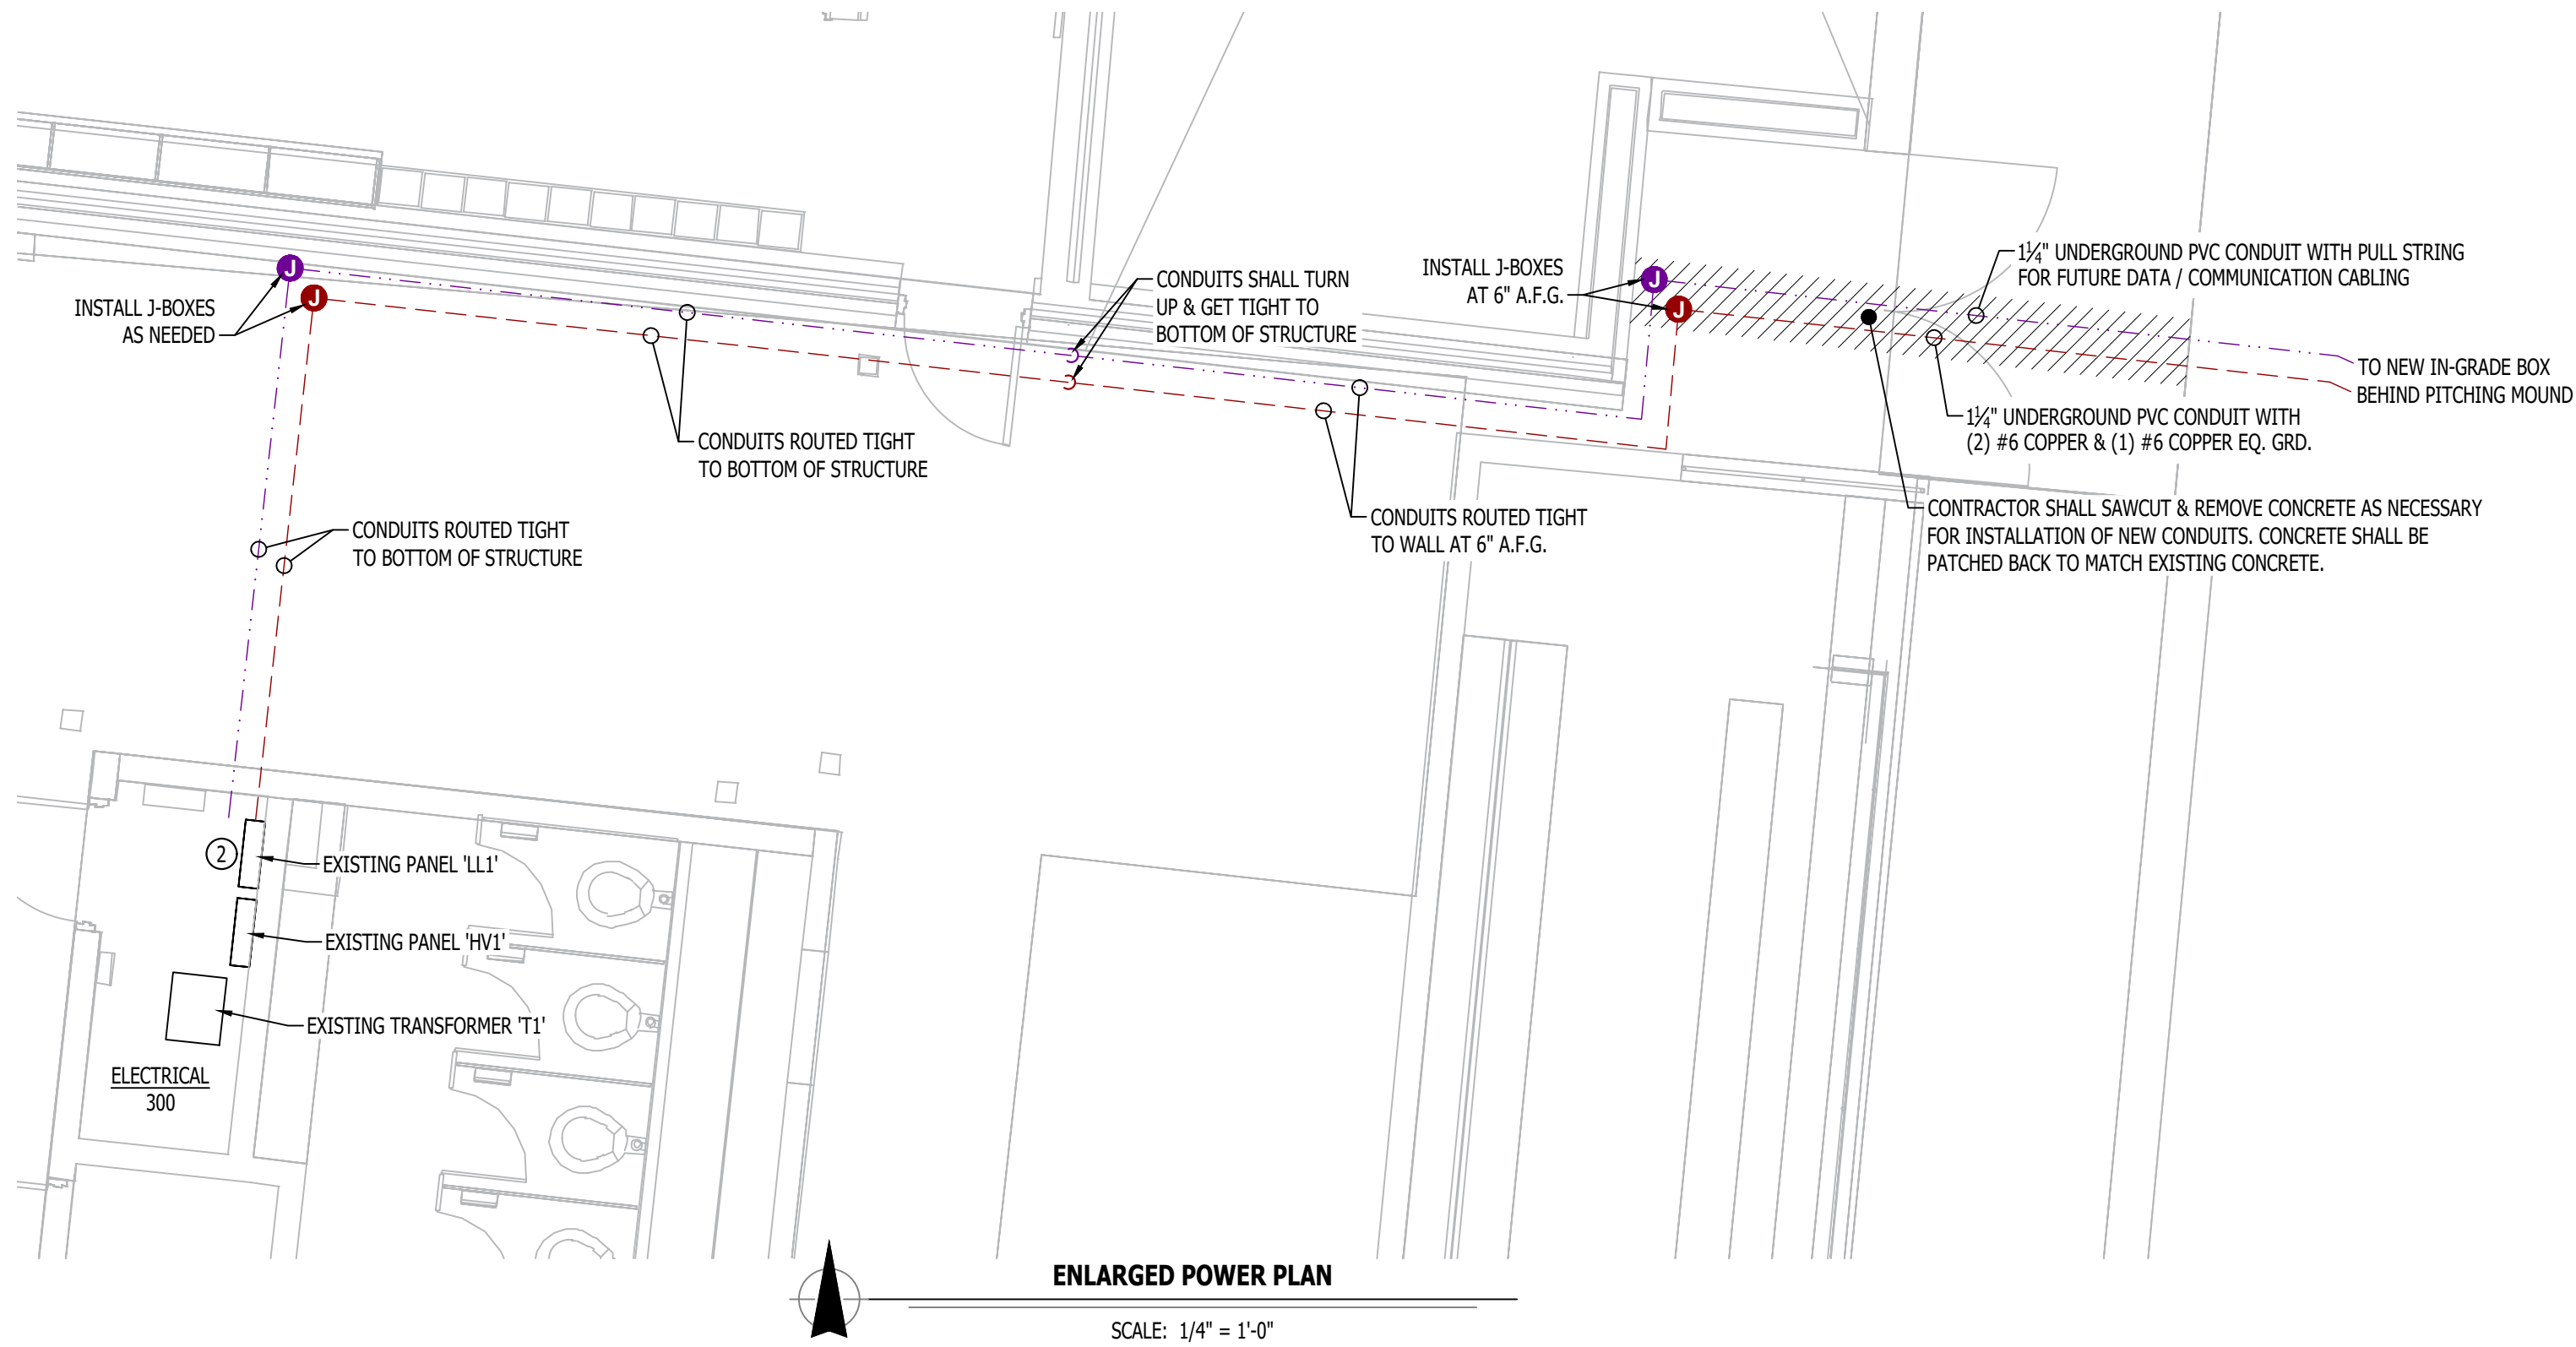 1¼" UNDERGROUND PVC CONDUIT WITH PULL STRING
FOR FUTURE DATA / COMMUNICATION CABLING
CONDUITS SHALL TURN
UP & GET TIGHT TO
BOTTOM OF STRUCTURE
INSTALL J-BOXES
AT 6" A.F.G.
J
J
J
J
INSTALL J-BOXES
AS NEEDED
TO NEW IN-GRADE BOX
BEHIND PITCHING MOUND
1¼" UNDERGROUND PVC CONDUIT WITH
(2) #6 COPPER & (1) #6 COPPER EQ. GRD.
CONDUITS ROUTED TIGHT
TO BOTTOM OF STRUCTURE
CONDUITS ROUTED TIGHT
TO WALL AT 6" A.F.G.
CONTRACTOR SHALL SAWCUT & REMOVE CONCRETE AS NECESSARY
FOR INSTALLATION OF NEW CONDUITS. CONCRETE SHALL BE
PATCHED BACK TO MATCH EXISTING CONCRETE.
CONDUITS ROUTED TIGHT
TO BOTTOM OF STRUCTURE
2
EXISTING PANEL 'LL1'
EXISTING PANEL 'HV1'
EXISTING TRANSFORMER 'T1'
ELECTRICAL
300
ENLARGED POWER PLAN
SCALE: 1/4" = 1'-0"